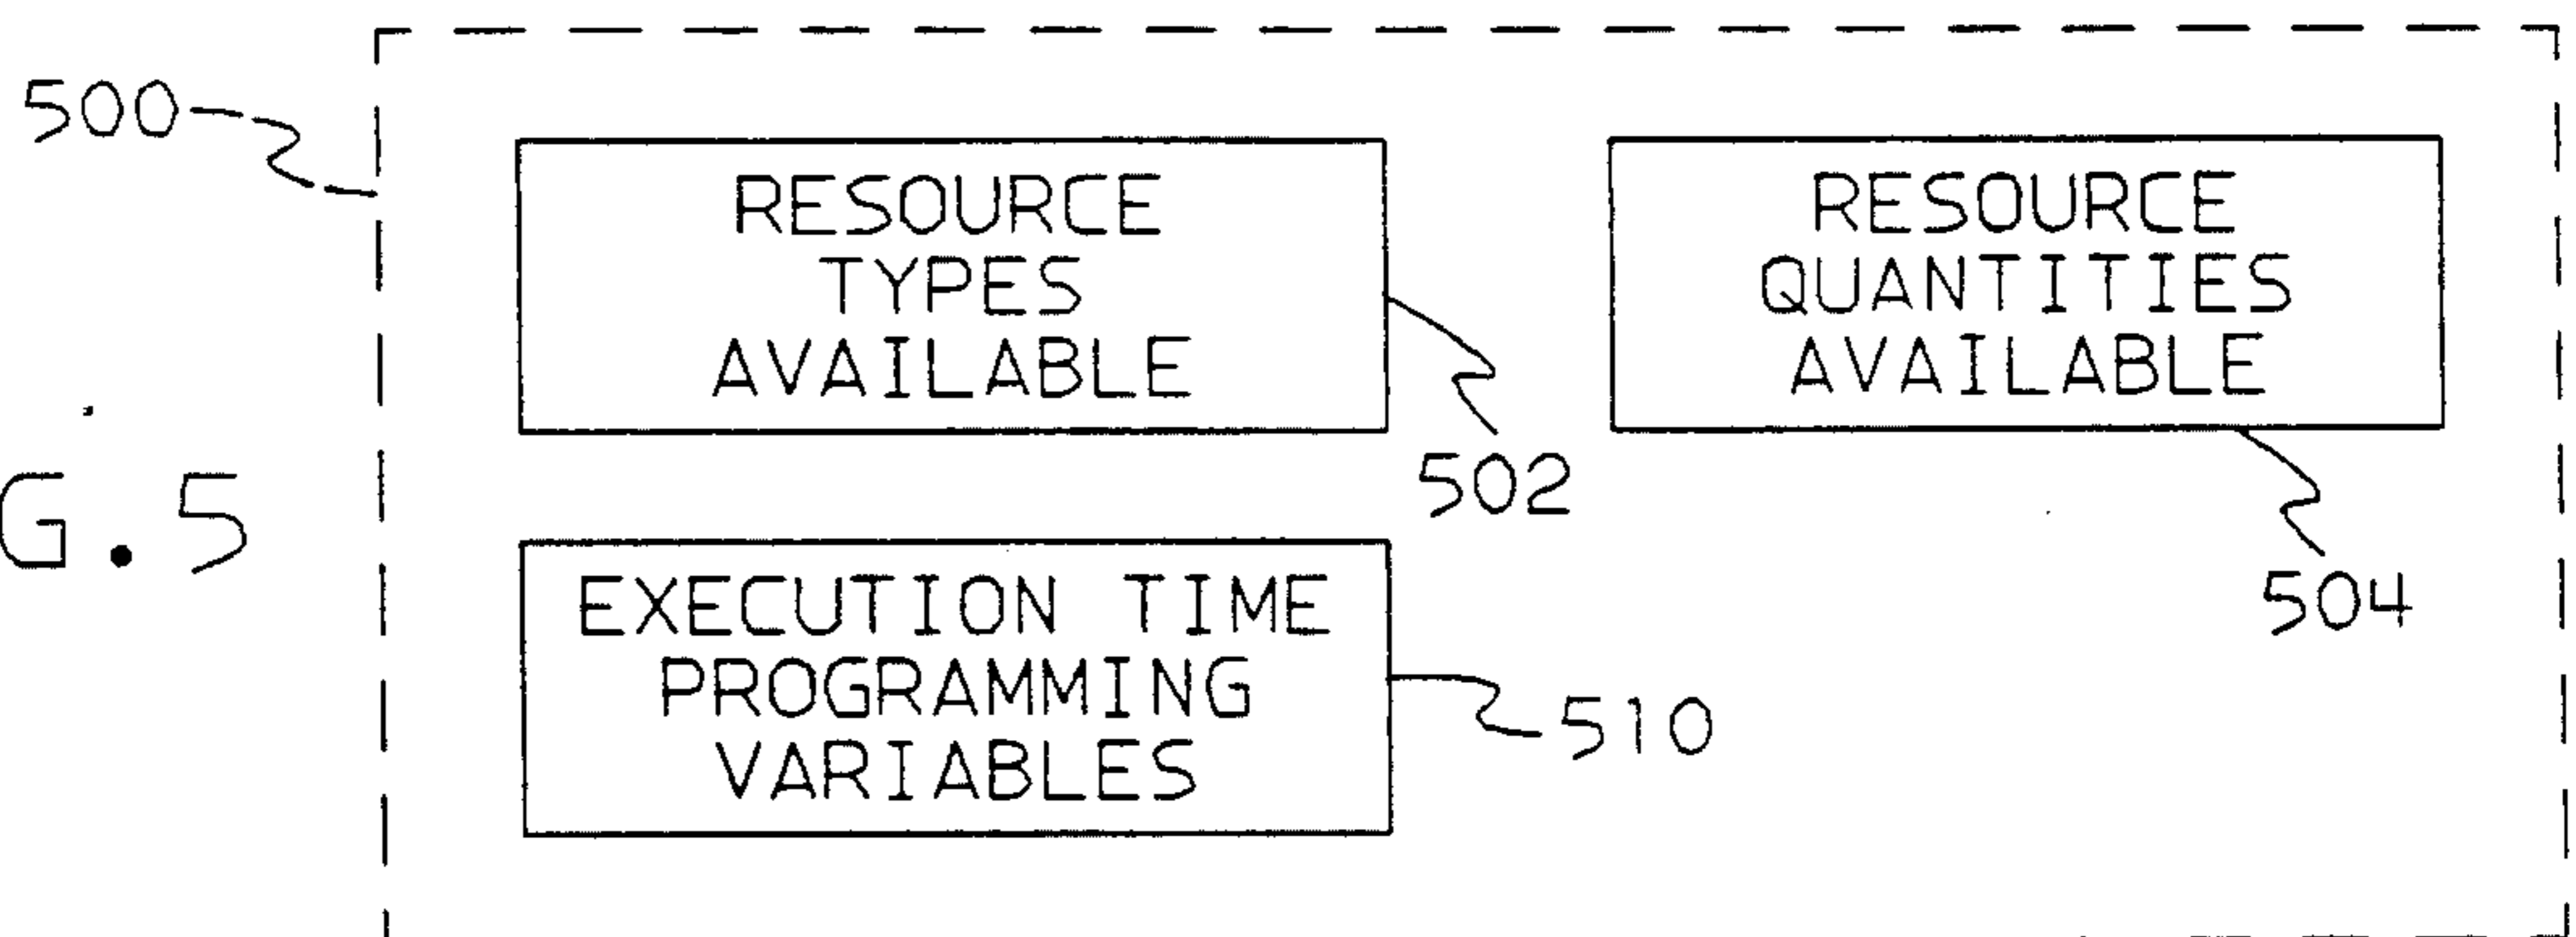 500
RESOURCE
TYPES
AVAILABLE
502
RESOURCE
QUANTITIES
AVAILABLE
504
G.5
EXECUTION TIME
PROGRAMMING
VARIABLES
510